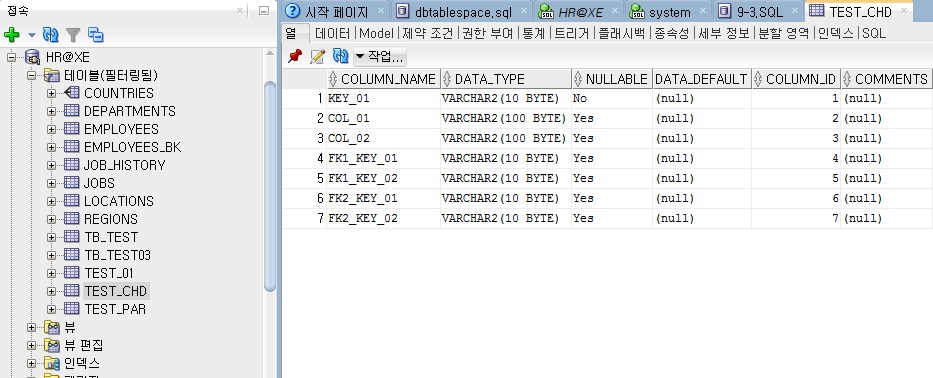 접속
시작 페이지 dbtablespace,sql HR@XE system 9-3,SQL TEST_CHD
열 데이터 | Model | 제약 조건 | 권한 부여 | 통계 | 트리거 | 플래시백 | 종속성 | 세부 정보 | 분할 영역 | 인덱스 | SQL
작업...
HR@XE
테이블(필터링됨)
COUNTRIES
DEPARTMENTS
EMPLOYEES
EMPLOYEES_BK
JOB_HISTORY
JOBS
LOCATIONS
REGIONS
TB_TEST
TB_TEST03
TEST_01
TEST_CHD
TEST_PAR
뷰
뷰 편집
인덱스
COLUMN_NAME DATA_TYPE NULLABLE DATA_DEFAULT COLUMN_ID COMMENTS
1 KEY_01 VARCHAR2(10 BYTE) No (null) 1 (null)
2 COL_01 VARCHAR2(100 BYTE) Yes (null) 2 (null)
3 COL_02 VARCHAR2(100 BYTE) Yes (null) 3 (null)
4 FK1_KEY_01 VARCHAR2(10 BYTE) Yes (null) 4 (null)
5 FK1_KEY_02 VARCHAR2(10 BYTE) Yes (null) 5 (null)
6 FK2_KEY_01 VARCHAR2(10 BYTE) Yes (null) 6 (null)
7 FK2_KEY_02 VARCHAR2(10 BYTE) Yes (null) 7 (null)